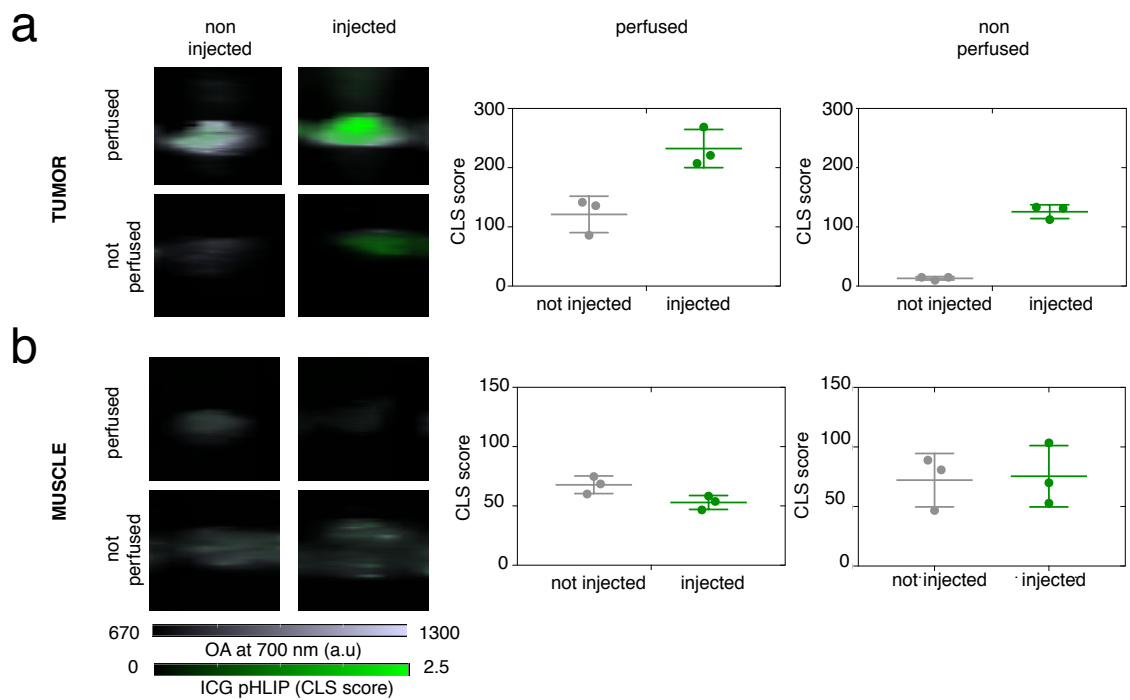 a
non
injected
injected
perfused
non
perfused
TUMOR
perfused
not
perfused
CLS score
300
200
100
0
not injected
injected
CLS score
300
200
100
0
not injected
injected
b
MUSCLE
perfused
not
perfused
CLS score
150
100
50
0
not injected
injected
CLS score
150
100
50
0
not injected
injected
670
1300
OA at 700 nm (a.u)
0
2.5
ICG pHLIP (CLS score)